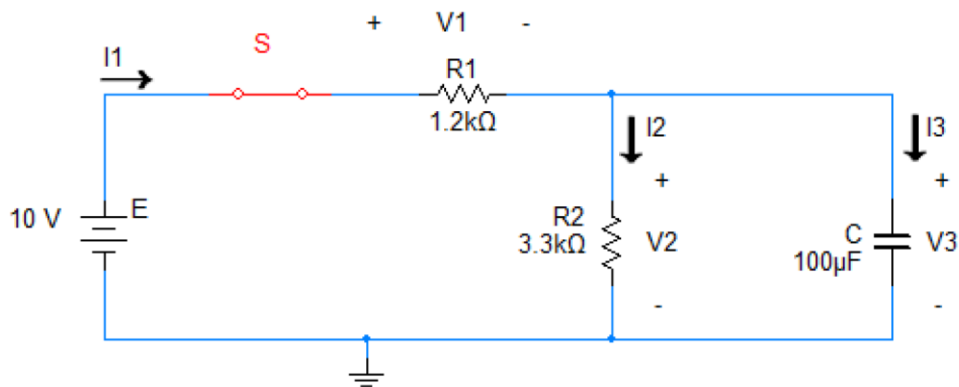 + V1 -
S
I1
R1
1.2kΩ
I2
I3
+
+
10 V
E
R2
3.3kΩ
V2
C
100µF
V3
-
-